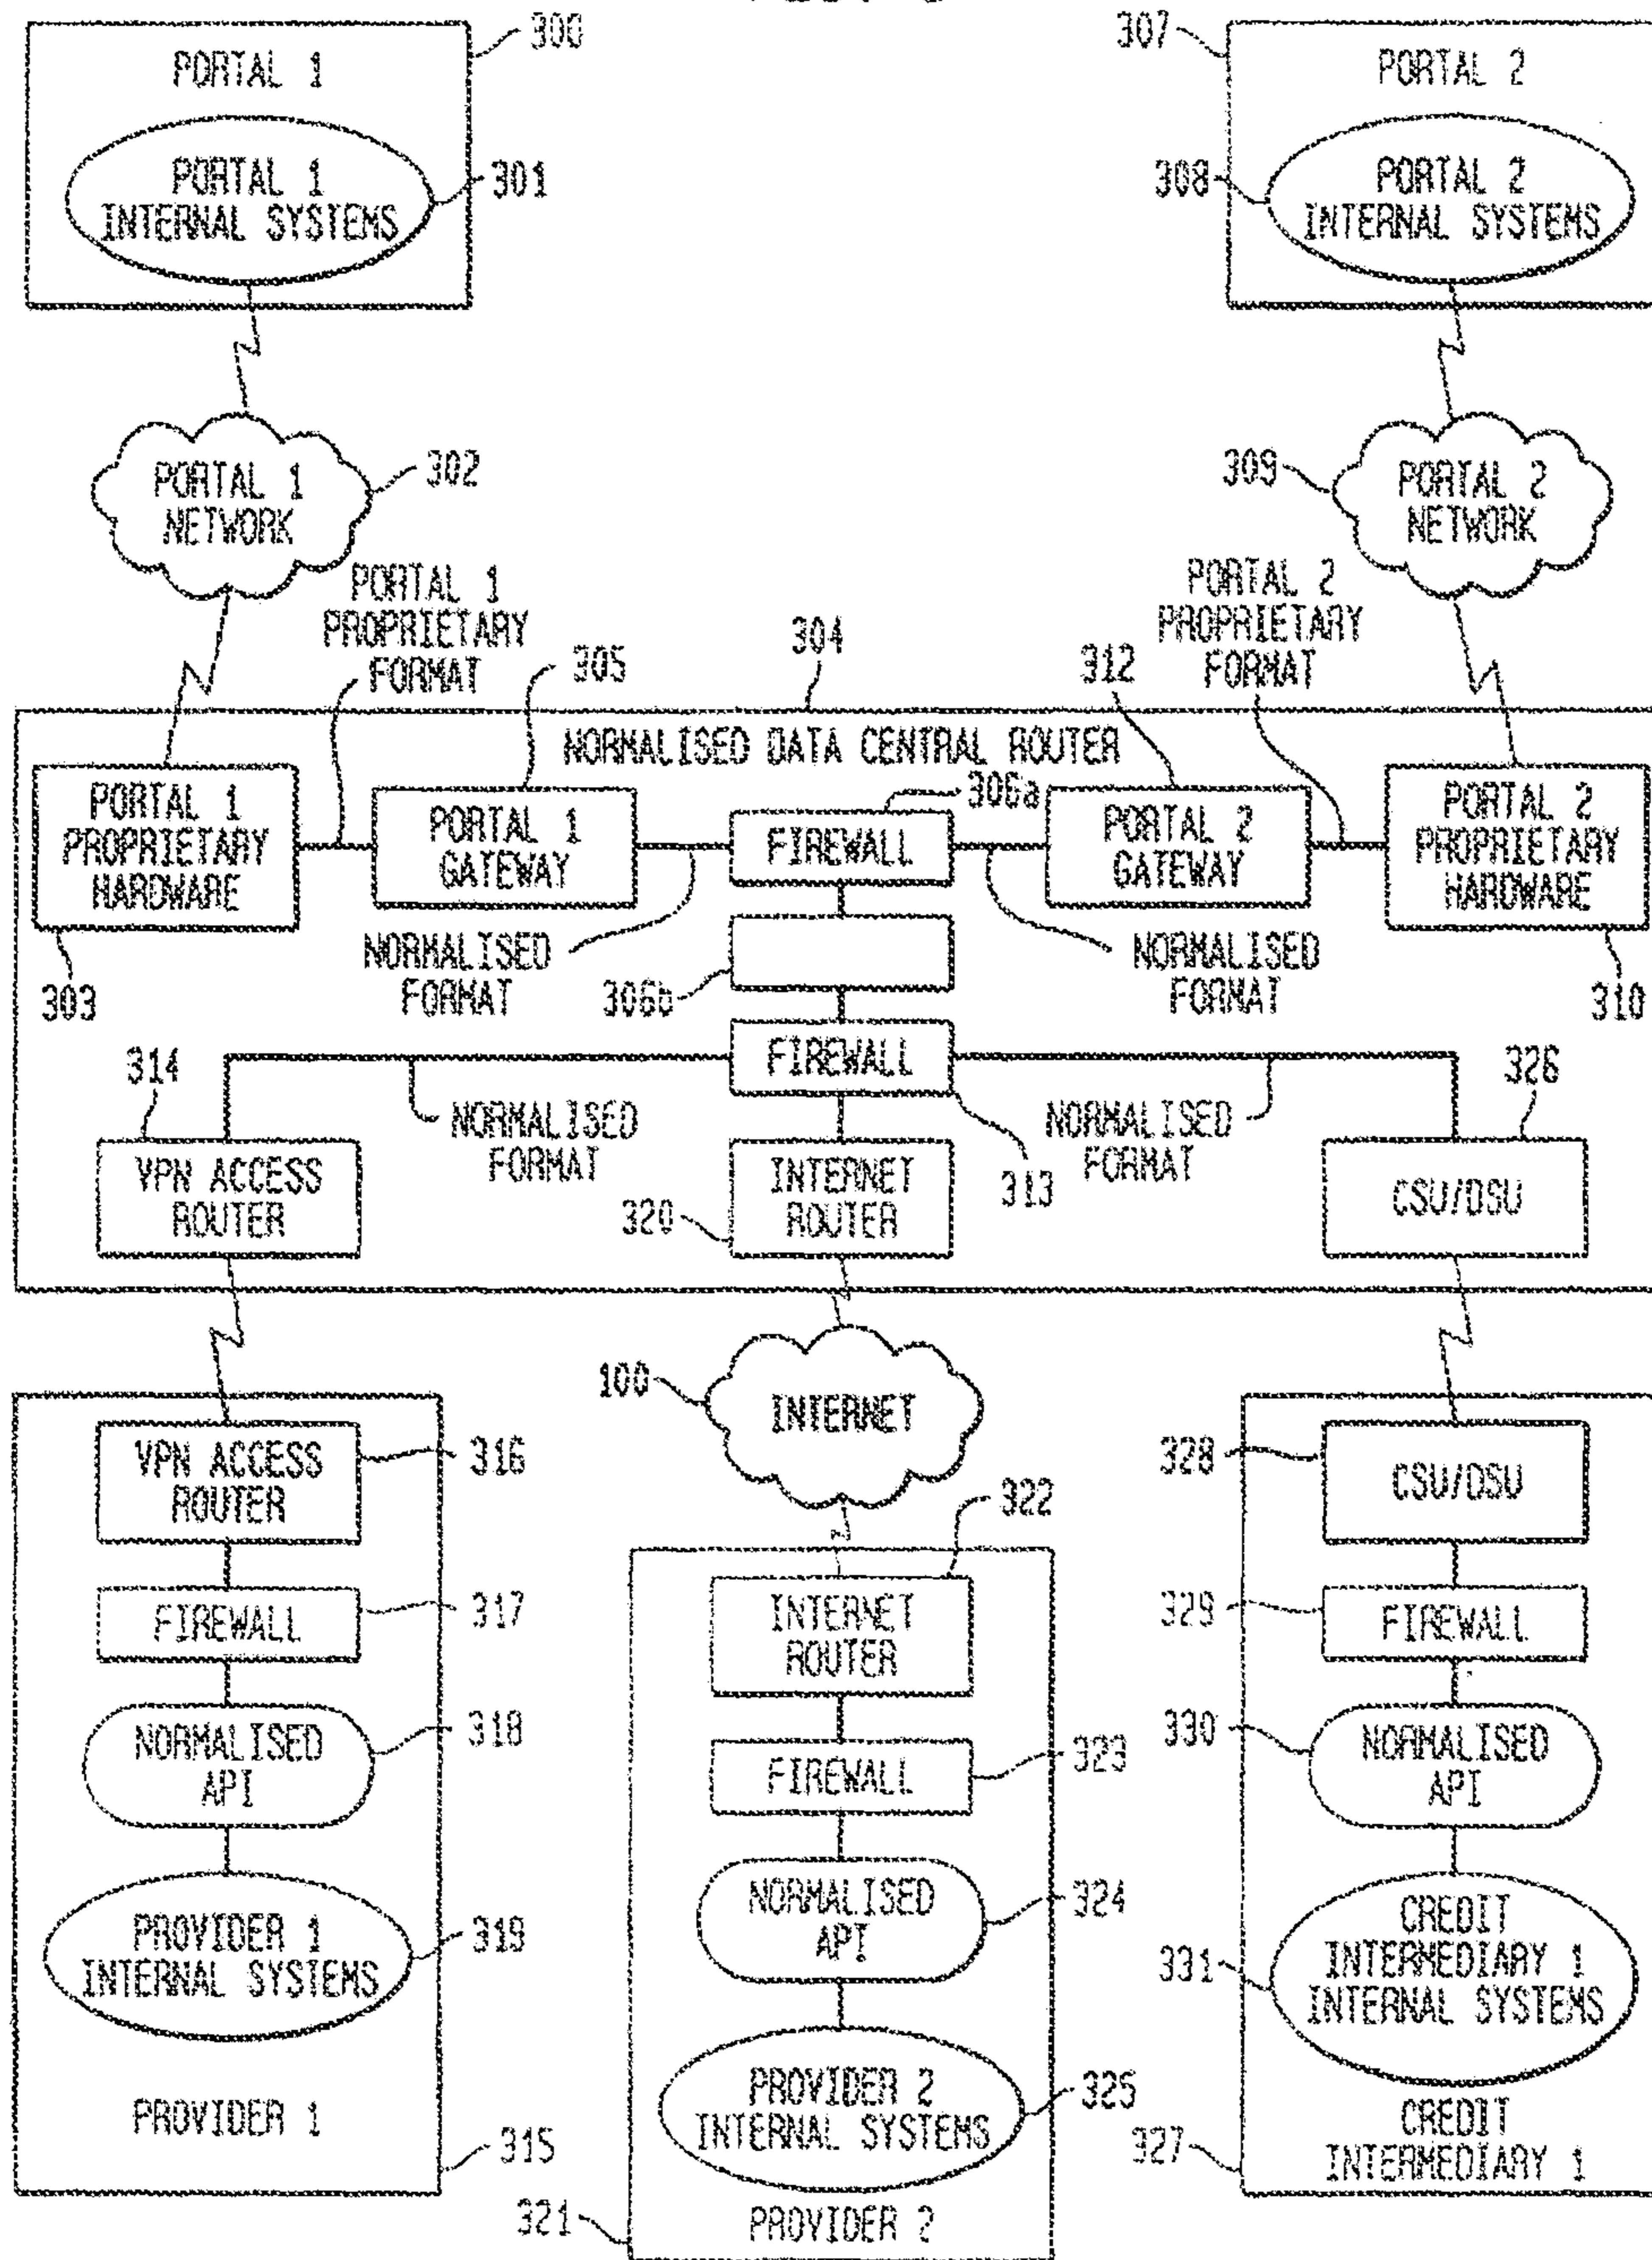 300
307
PORTAL 1
PORTAL 2
PORTAL 1
INTERNAL SYSTEMS
301
308
PORTAL 2
INTERNAL SYSTEMS
PORTAL 1
NETWORK
302
309
PORTAL 2
NETWORK
PORTAL 1
PROPRIETARY
FORMAT
305
304
312
PORTAL 2
PROPRIETARY
FORMAT
NORMALISED DATA CENTRAL ROUTER
PORTAL 1
PROPRIETARY
HARDWARE
PORTAL 1
GATEWAY
FIREWALL
306a
PORTAL 2
GATEWAY
PORTAL 2
PROPRIETARY
HARDWARE
303
NORMALISED
FORMAT
306b
NORMALISED
FORMAT
310
314
FIREWALL
326
NORMALISED
FORMAT
NORMALISED
FORMAT
313
VPN ACCESS
ROUTER
320
INTERNET
ROUTER
CSU/DSU
100
INTERNET
VPN ACCESS
ROUTER
316
322
328
CSU/DSU
FIREWALL
317
INTERNET
ROUTER
329
FIREWALL
NORMALISED
API
318
FIREWALL
323
330
NORMALISED
API
PROVIDER 1
INTERNAL SYSTEMS
319
NORMALISED
API
324
331
CREDIT
INTERMEDIARY 1
INTERNAL SYSTEMS
PROVIDER 1
315
PROVIDER 2
INTERNAL SYSTEMS
325
327
CREDIT
INTERMEDIARY 1
321
PROVIDER 2